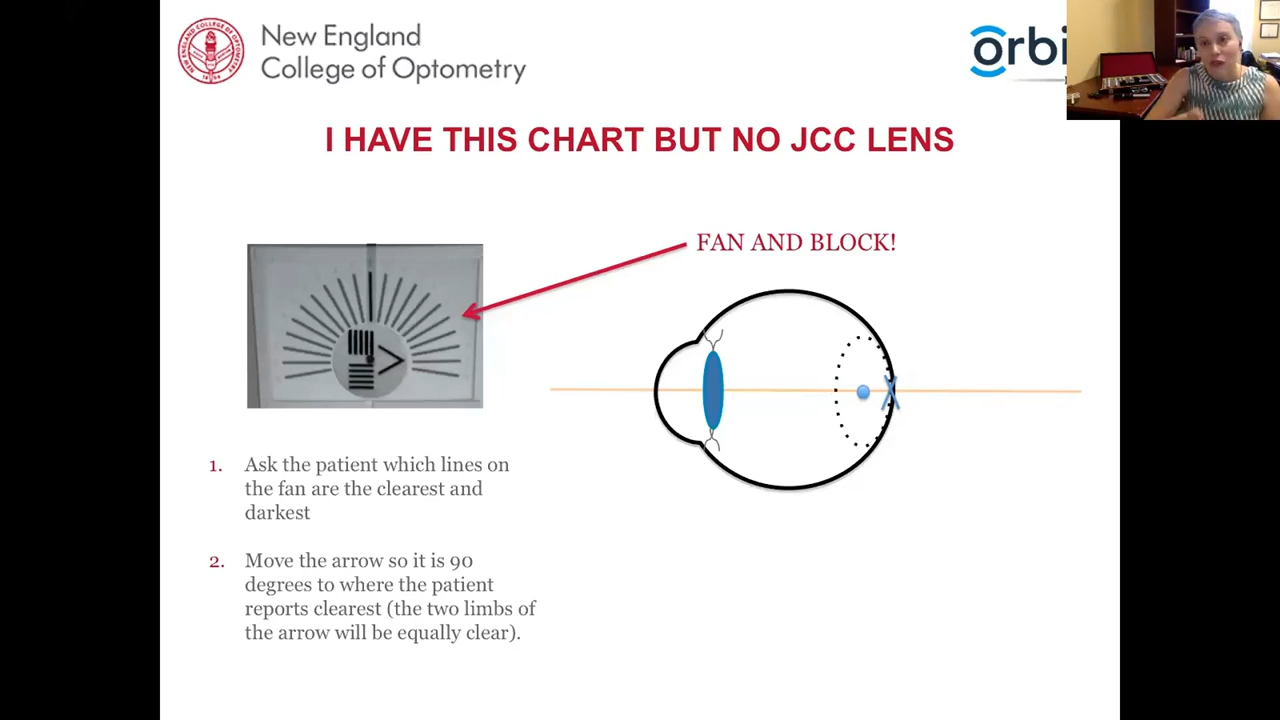 New England
College of Optometry
orbi
I HAVE THIS CHART BUT NO JCC LENS
FAN AND BLOCK!
1. Ask the patient which lines on
the fan are the clearest and
darkest
2. Move the arrow so it is 90
degrees to where the patient
reports clearest (the two limbs of
the arrow will be equally clear).